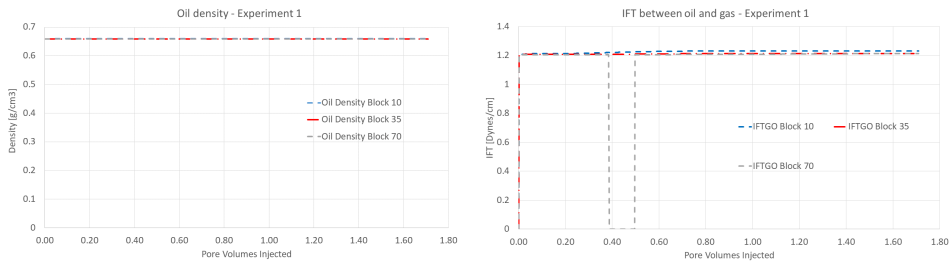 Oil density - Experiment 1
0.7
0.6
0.5
0.4
0.3
0.2
0.1
0
Density [g/cm3]
Oil Density Block 10
Oil Density Block 35
Oil Density Block 70
0.00 0.20 0.40 0.60 0.80 1.00 1.20 1.40 1.60 1.80
Pore Volumes Injected
IFT between oil and gas - Experiment 1
1.4
1.2
1
0.8
0.6
0.4
0.2
0
IFT [Dynes/cm]
IFTGO Block 10 IFTGO Block 35
IFTGO Block 70
0.00 0.20 0.40 0.60 0.80 1.00 1.20 1.40 1.60 1.80
Pore Volumes Injected